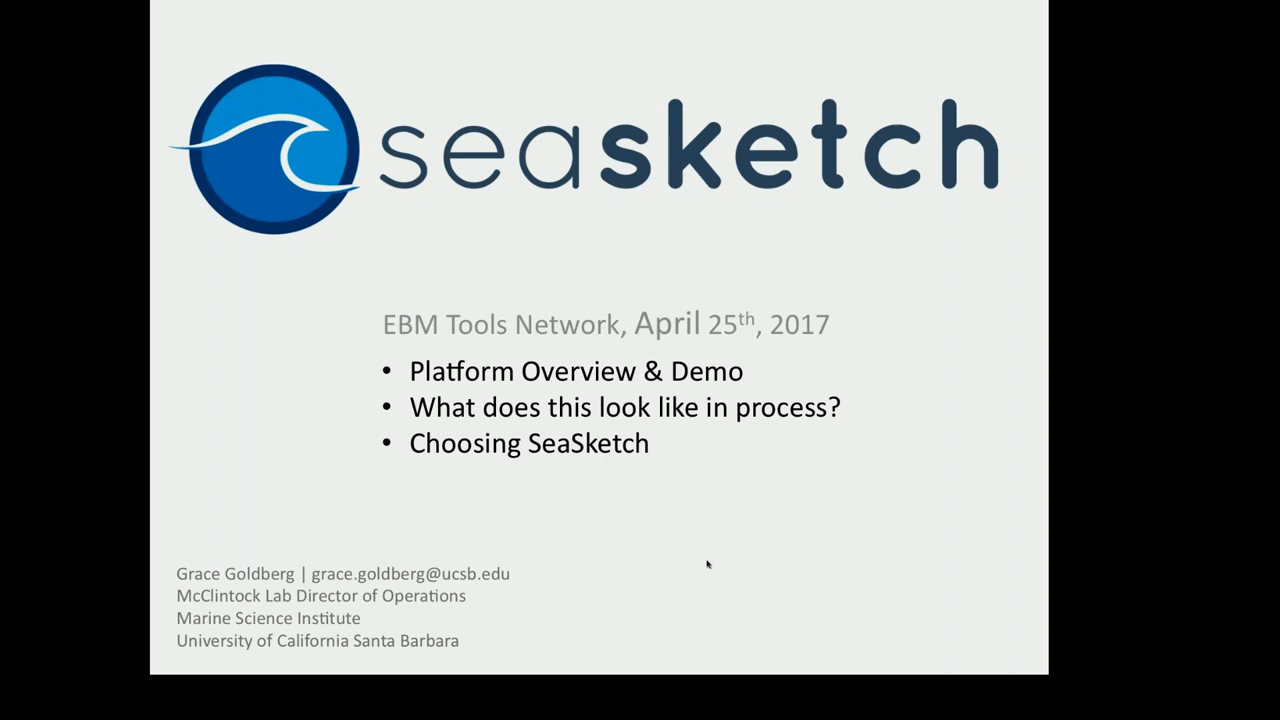 seasketch
EBM Tools Network, April 25th, 2017
• Platform Overview & Demo
• What does this look like in process?
• Choosing SeaSketch
Grace Goldberg | grace.goldberg@ucsb.edu
McClintock Lab Director of Operations
Marine Science Institute
University of California Santa Barbara